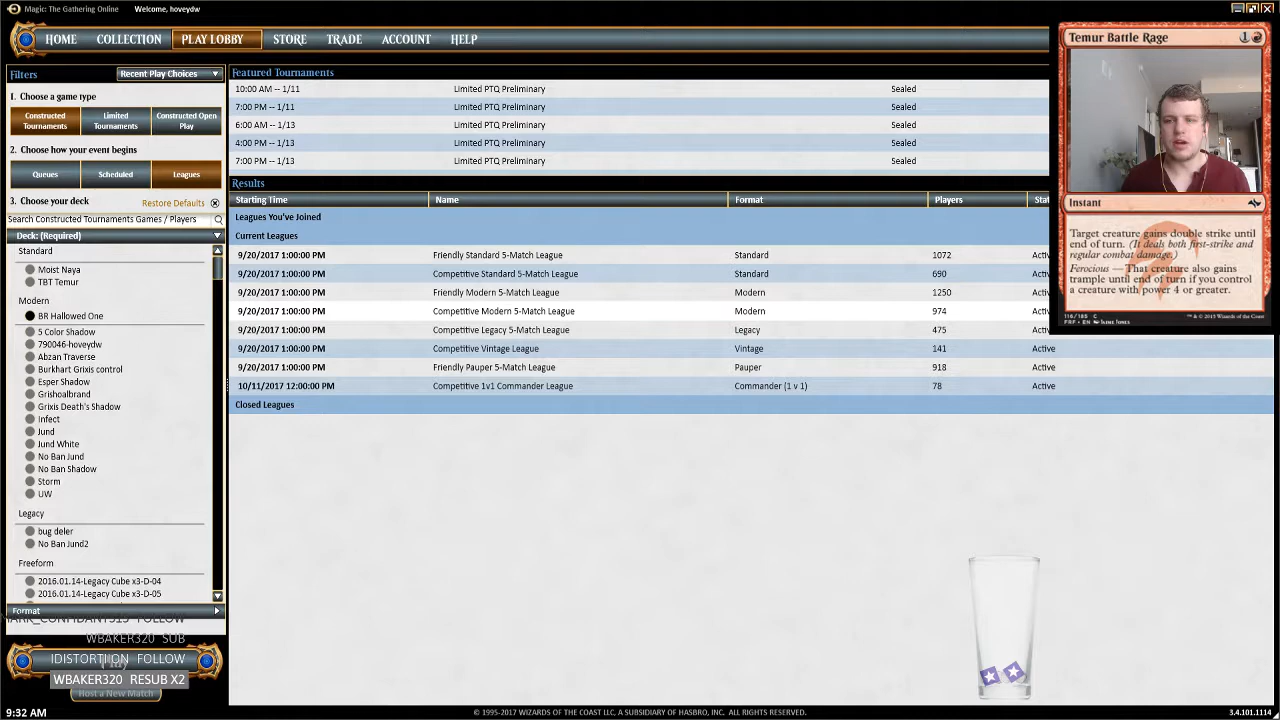 Magic: The Gathering Online Welcome, hoveydw
HOME COLLECTION PLAY LOBBY STORE TRADE ACCOUNT HELP
Filters Recent Play Choices
1. Choose a game type
Constructed Tournaments Limited Tournaments Constructed Open Play
2. Choose how your event begins
Queues Scheduled Leagues
3. Choose your deck Restore Defaults
Search Constructed Tournaments Games / Players
Deck: (Required)
Standard
Moist Naya
TBT Temur
Modern
BR Hallowed One
5 Color Shadow
790046-hoveydw
Abzan Traverse
Burkhart Grixis control
Esper Shadow
Grishoalbrand
Grixis Death's Shadow
Infect
Jund
Jund White
No Ban Jund
No Ban Shadow
Storm
UW
Legacy
bug deler
No Ban Jund2
Freeform
2016.01.14-Legacy Cube x3-D-04
2016.01.14-Legacy Cube x3-D-05
Format
FOLLOW
WBAKER320 SUB
IDISTORTION FOLLOW
WBAKER320 RESUB X2
Host a New Match
9:32 AM
Featured Tournaments
10:00 AM -- 1/11 Limited PTQ Preliminary Sealed
7:00 PM -- 1/11 Limited PTQ Preliminary Sealed
6:00 AM -- 1/13 Limited PTQ Preliminary Sealed
4:00 PM -- 1/13 Limited PTQ Preliminary Sealed
7:00 PM -- 1/13 Limited PTQ Preliminary Sealed
Results
Starting Time Name Format Players Stat
Leagues You've Joined
Current Leagues
9/20/2017 1:00:00 PM Friendly Standard 5-Match League Standard 1072 Activ
9/20/2017 1:00:00 PM Competitive Standard 5-Match League Standard 690 Activ
9/20/2017 1:00:00 PM Friendly Modern 5-Match League Modern 1250 Activ
9/20/2017 1:00:00 PM Competitive Modern 5-Match League Modern 974 Activ
9/20/2017 1:00:00 PM Competitive Legacy 5-Match League Legacy 475 Active
9/20/2017 1:00:00 PM Competitive Vintage League Vintage 141 Active
9/20/2017 1:00:00 PM Friendly Pauper 5-Match League Pauper 918 Active
10/11/2017 12:00:00 PM Competitive 1v1 Commander League Commander (1 v 1) 78 Active
Closed Leagues
Temur Battle Rage 1
Instant
Target creature gains double strike until
end of turn. (It deals both first-strike and
regular combat damage.)
Ferocious — That creature also gains
trample until end of turn if you control
a creature with power 4 or greater.
116/185 C
FRF • EN
© 1995-2017 WIZARDS OF THE COAST LLC, A SUBSIDIARY OF HASBRO, INC. ALL RIGHTS RESERVED.
3.4.101.1114